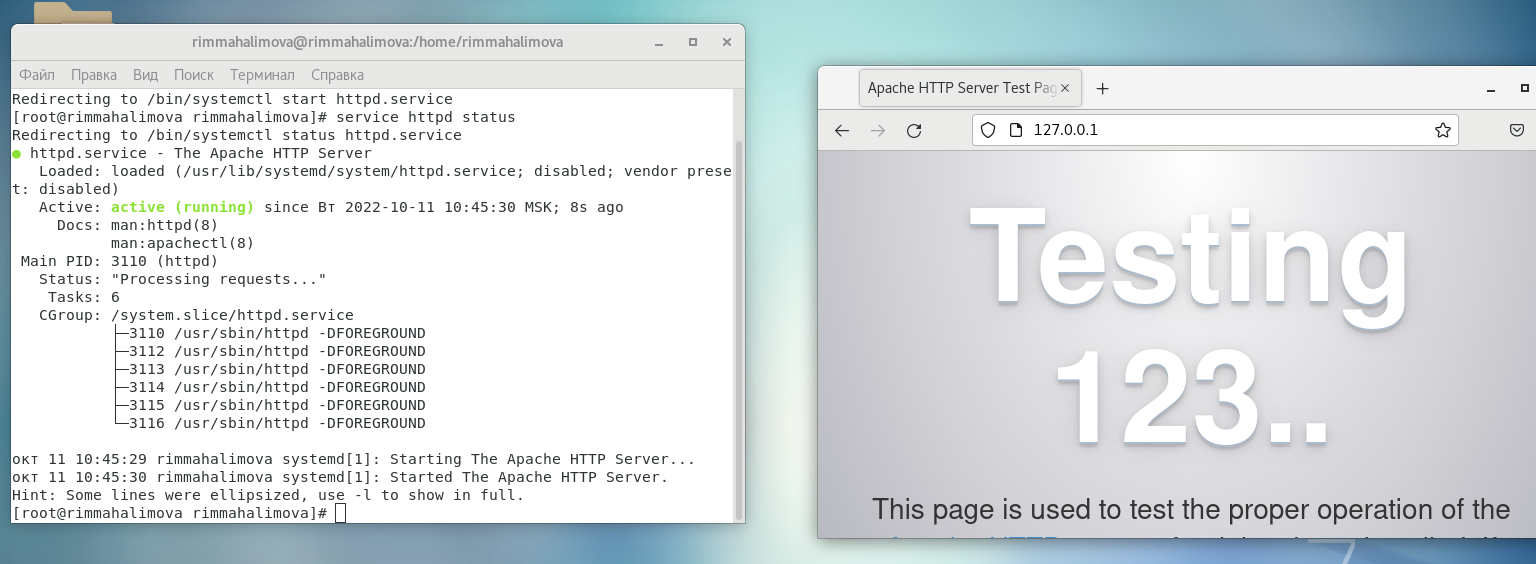 rimmahalimova@rimmahalimova:/home/rimmahalimova
Файл Правка Вид Поиск Терминал Справка
Redirecting to /bin/systemctl start httpd.service
[root@rimmahalimova rimmahalimova]# service httpd status
Redirecting to /bin/systemctl status httpd.service
● httpd.service - The Apache HTTP Server
Loaded: loaded (/usr/lib/systemd/system/httpd.service; disabled; vendor prese
t: disabled)
Active: active (running) since Вт 2022-10-11 10:45:30 MSK; 8s ago
Docs: man:httpd(8)
man:apachectl(8)
Main PID: 3110 (httpd)
Status: "Processing requests..."
Tasks: 6
CGroup: /system.slice/httpd.service
├─3110 /usr/sbin/httpd -DFOREGROUND
├─3112 /usr/sbin/httpd -DFOREGROUND
├─3113 /usr/sbin/httpd -DFOREGROUND
├─3114 /usr/sbin/httpd -DFOREGROUND
├─3115 /usr/sbin/httpd -DFOREGROUND
└─3116 /usr/sbin/httpd -DFOREGROUND
окт 11 10:45:29 rimmahalimova systemd[1]: Starting The Apache HTTP Server...
окт 11 10:45:30 rimmahalimova systemd[1]: Started The Apache HTTP Server.
Hint: Some lines were ellipsized, use -l to show in full.
[root@rimmahalimova rimmahalimova]#
Apache HTTP Server Test Pag
127.0.0.1
Testing
123..
This page is used to test the proper operation of the